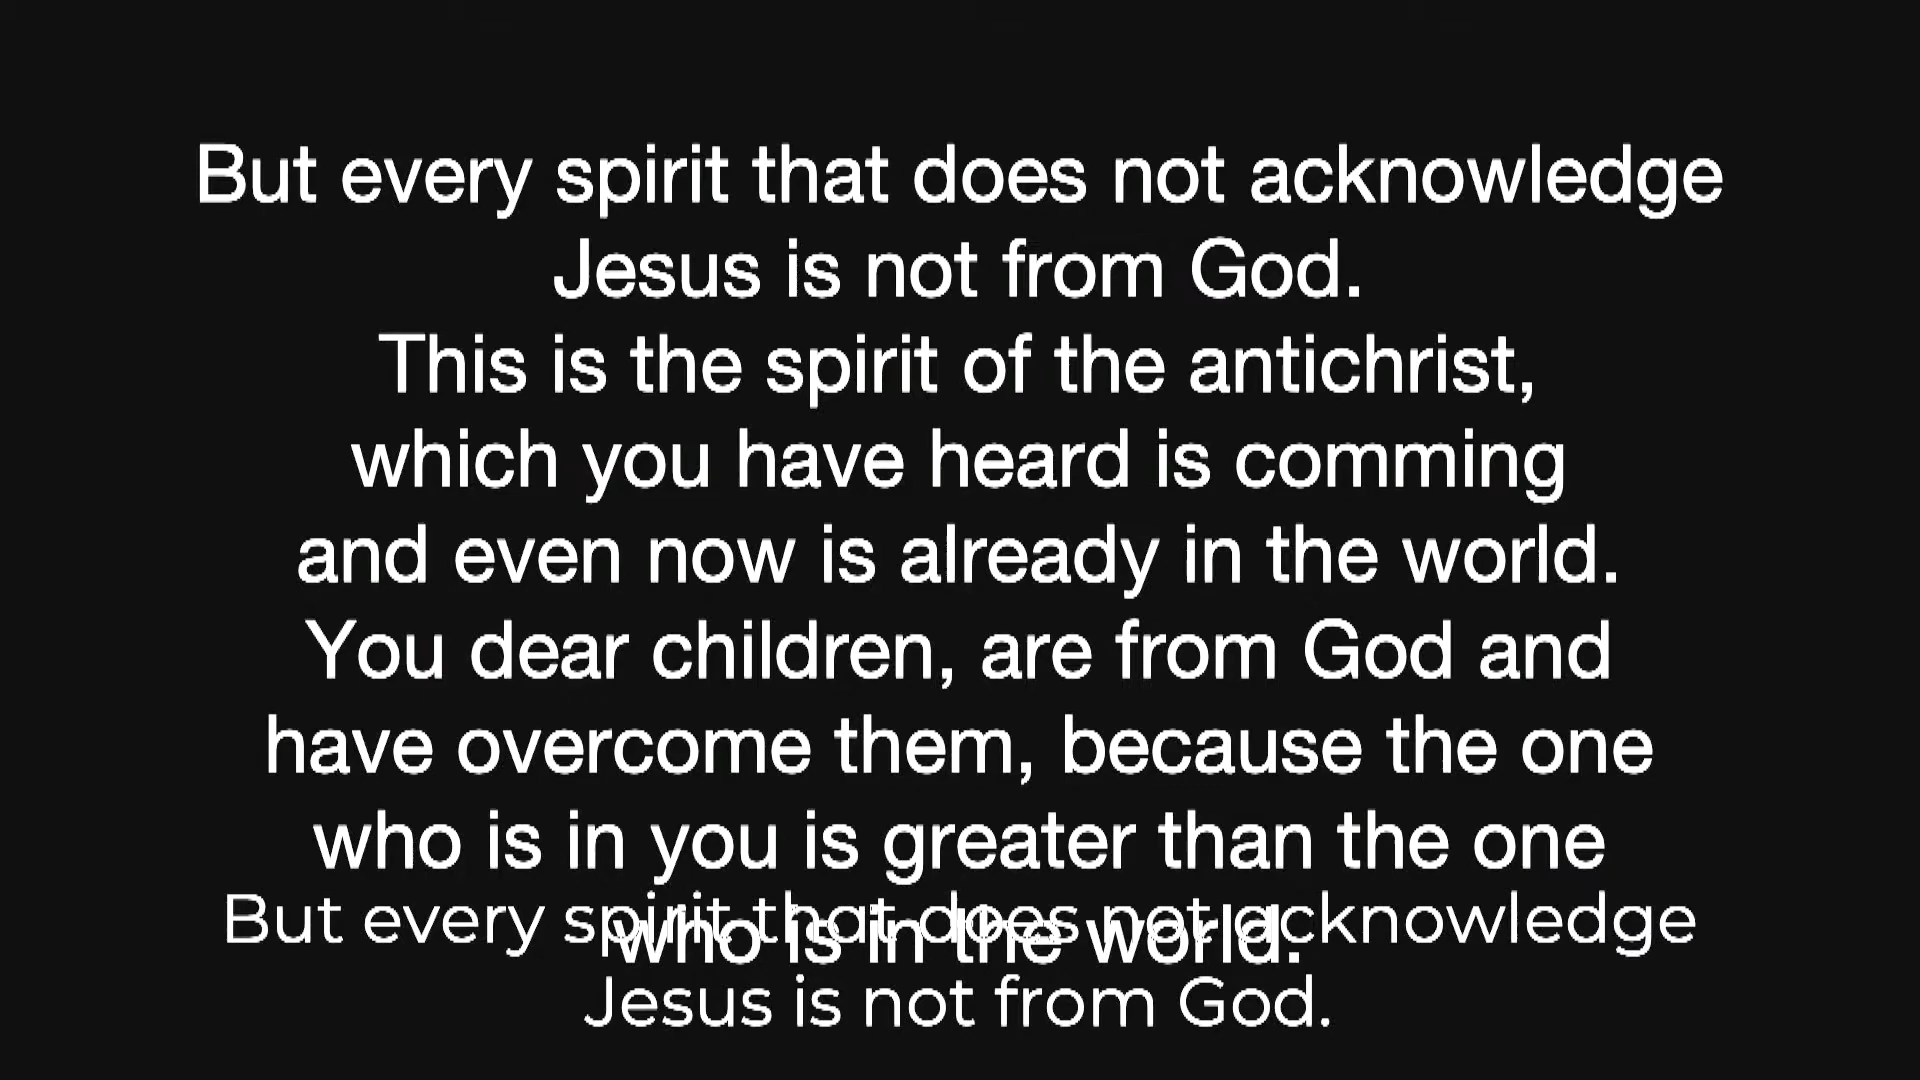 But every spirit that does not acknowledge
Jesus is not from God.
This is the spirit of the antichrist,
which you have heard is comming
and even now is already in the world.
You dear children, are from God and
have overcome them, because the one
who is in you is greater than the one
who is in the world.
But every spirit that does not acknowledge
Jesus is not from God.